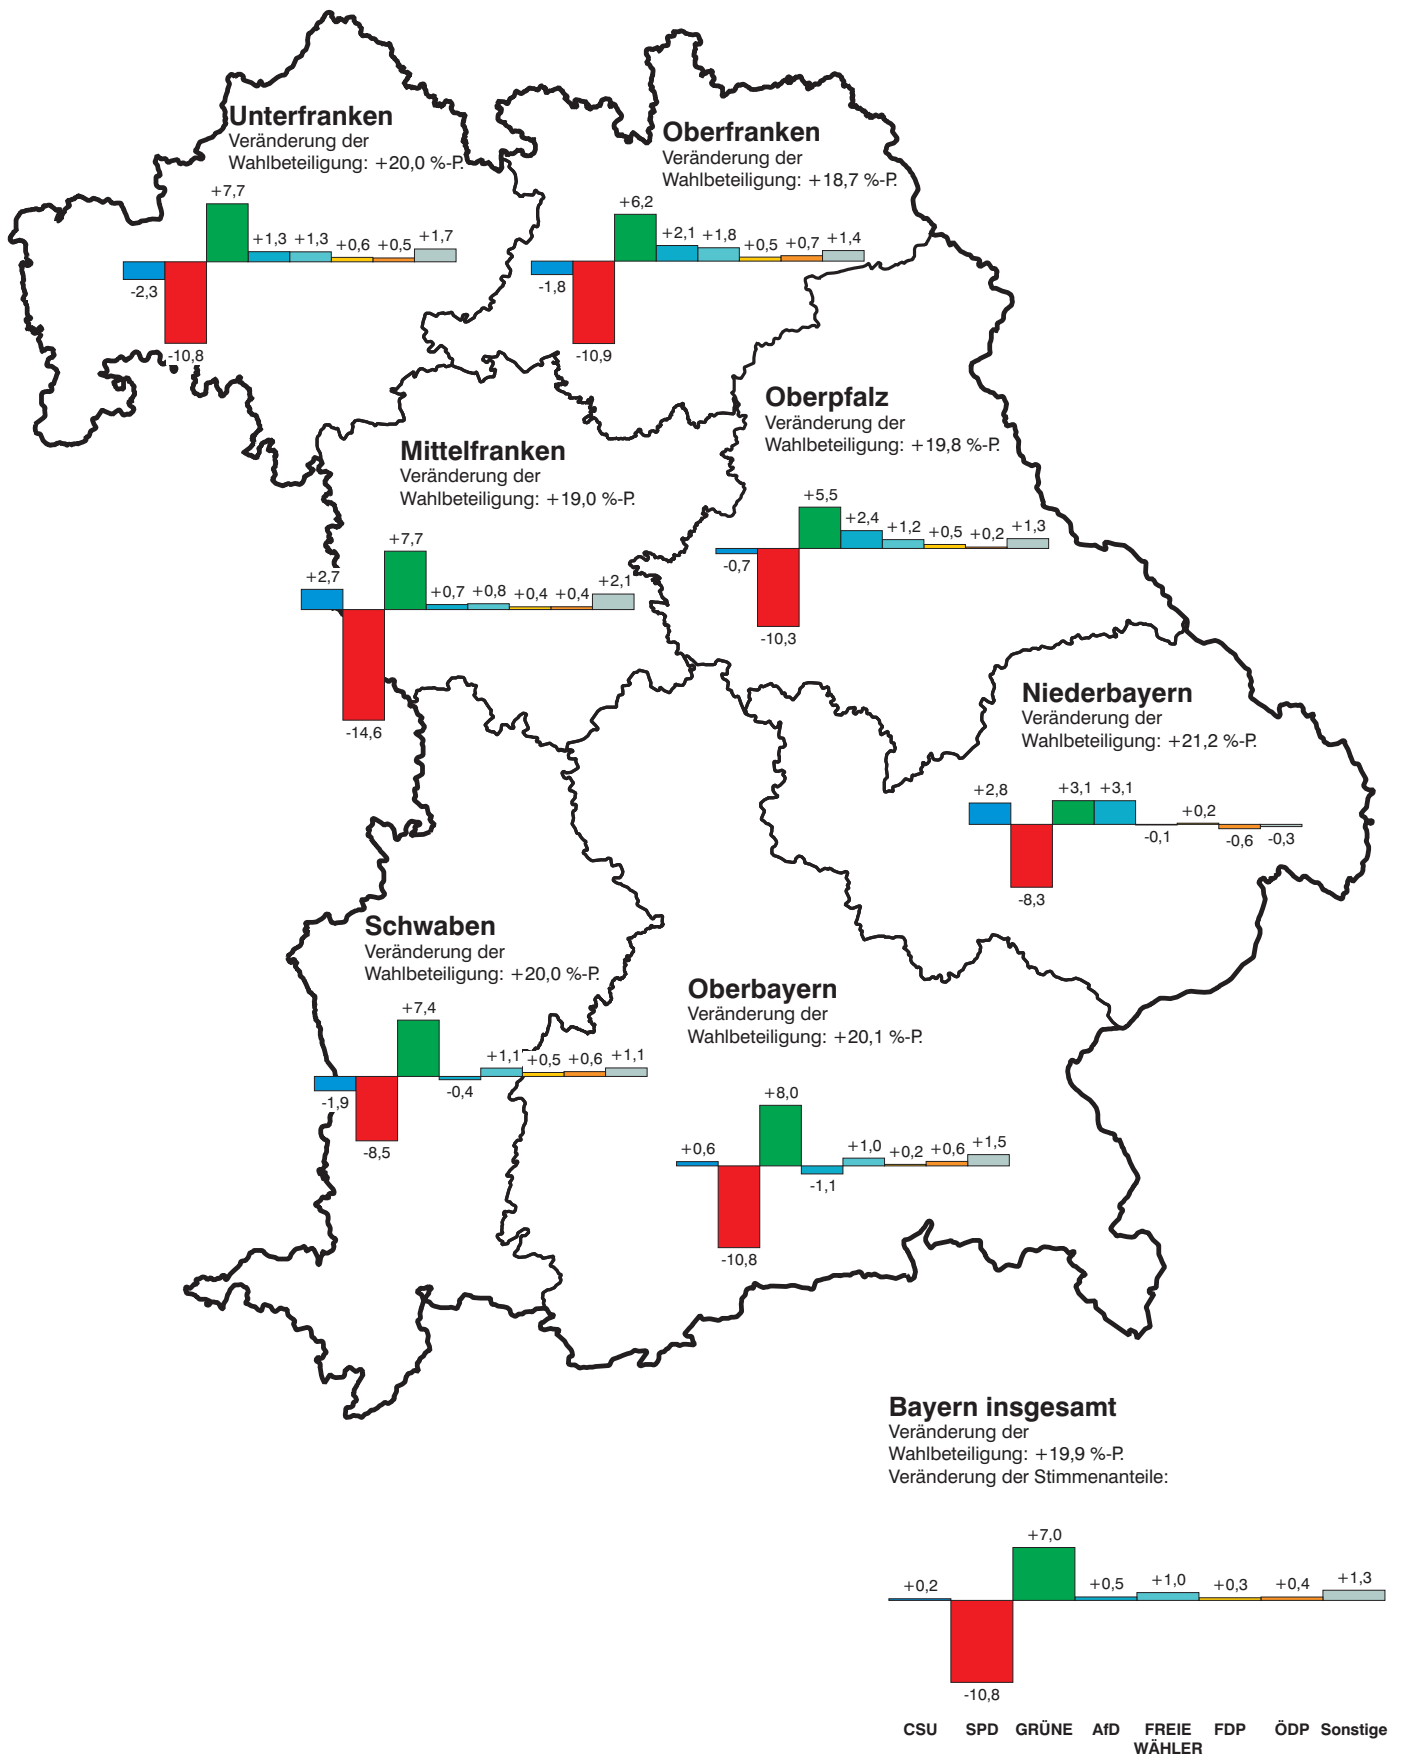 Unterfranken
Veränderung der
Wahlbeteiligung: +20,0 %-P.
+7,7
+1,3 +1,3 +0,6 +0,5 +1,7
-2,3
-10,8
Oberfranken
Veränderung der
Wahlbeteiligung: +18,7 %-P.
+6,2
+2,1 +1,8 +0,5 +0,7 +1,4
-1,8
-10,9
Oberpfalz
Veränderung der
Wahlbeteiligung: +19,8 %-P.
+5,5
+2,4 +1,2 +0,5 +0,2 +1,3
-0,7
-10,3
Mittelfranken
Veränderung der
Wahlbeteiligung: +19,0 %-P.
+7,7
+2,7 +0,7 +0,8 +0,4 +0,4 +2,1
-14,6
Niederbayern
Veränderung der
Wahlbeteiligung: +21,2 %-P.
+2,8 +3,1 +3,1
+0,2
-0,1 -0,6 -0,3
-8,3
Schwaben
Veränderung der
Wahlbeteiligung: +20,0 %-P.
+7,4
+1,1 +0,5 +0,6 +1,1
-1,9 -0,4
-8,5
Oberbayern
Veränderung der
Wahlbeteiligung: +20,1 %-P.
+8,0
+0,6 +1,0 +0,2 +0,6 +1,5
-1,1
-10,8
Bayern insgesamt
Veränderung der
Wahlbeteiligung: +19,9 %-P.
Veränderung der Stimmenanteile:
+7,0
+0,2 +0,5 +1,0 +0,3 +0,4 +1,3
-10,8
CSU SPD GRÜNE AfD FREIE FDP ÖDP Sonstige
WÄHLER